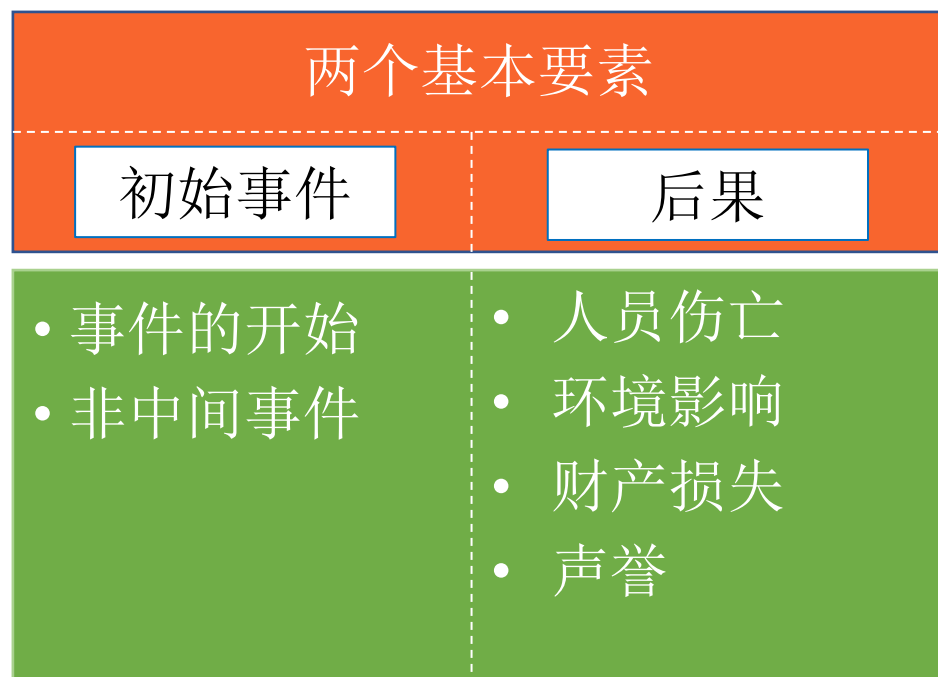 两个基本要素
初始事件
后果
• 事件的开始
• 非中间事件
• 人员伤亡
• 环境影响
• 财产损失
• 声誉